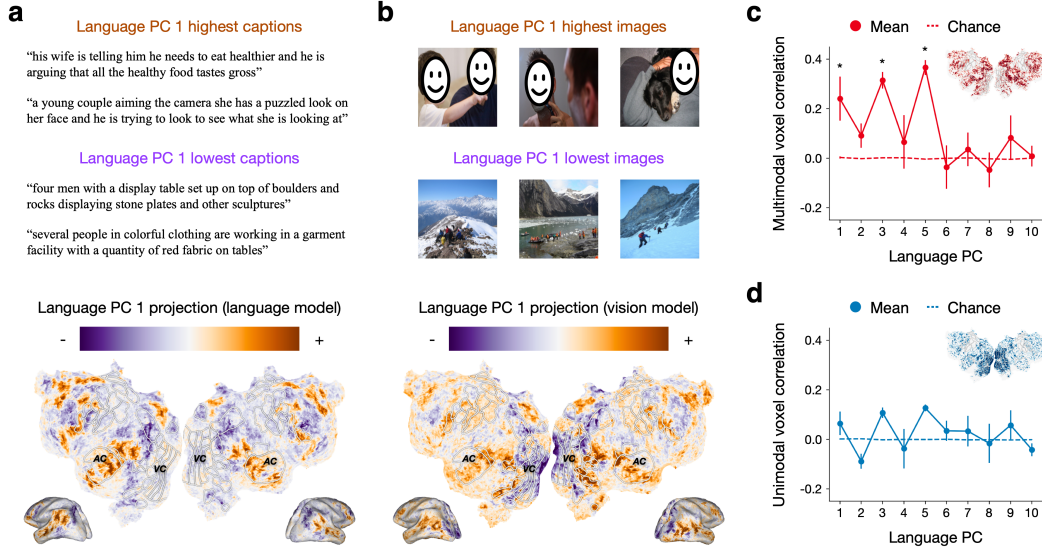 a
Language PC 1 highest captions
“his wife is telling him he needs to eat healthier and he is
arguing that all the healthy food tastes gross”
“a young couple aiming the camera she has a puzzled look on
her face and he is trying to look to see what she is looking at”
Language PC 1 lowest captions
“four men with a display table set up on top of boulders and
rocks displaying stone plates and other sculptures”
“several people in colorful clothing are working in a garment
facility with a quantity of red fabric on tables”
Language PC 1 projection (language model)
- +
AC VC VC AC
b
Language PC 1 highest images
Language PC 1 lowest images
Language PC 1 projection (vision model)
- +
AC VC VC AC
c
Mean Chance
Multimodal voxel correlation
0.4
0.2
0.0
-0.2
* * *
1 2 3 4 5 6 7 8 9 10
Language PC
d
Mean Chance
Unimodal voxel correlation
0.4
0.2
0.0
-0.2
1 2 3 4 5 6 7 8 9 10
Language PC